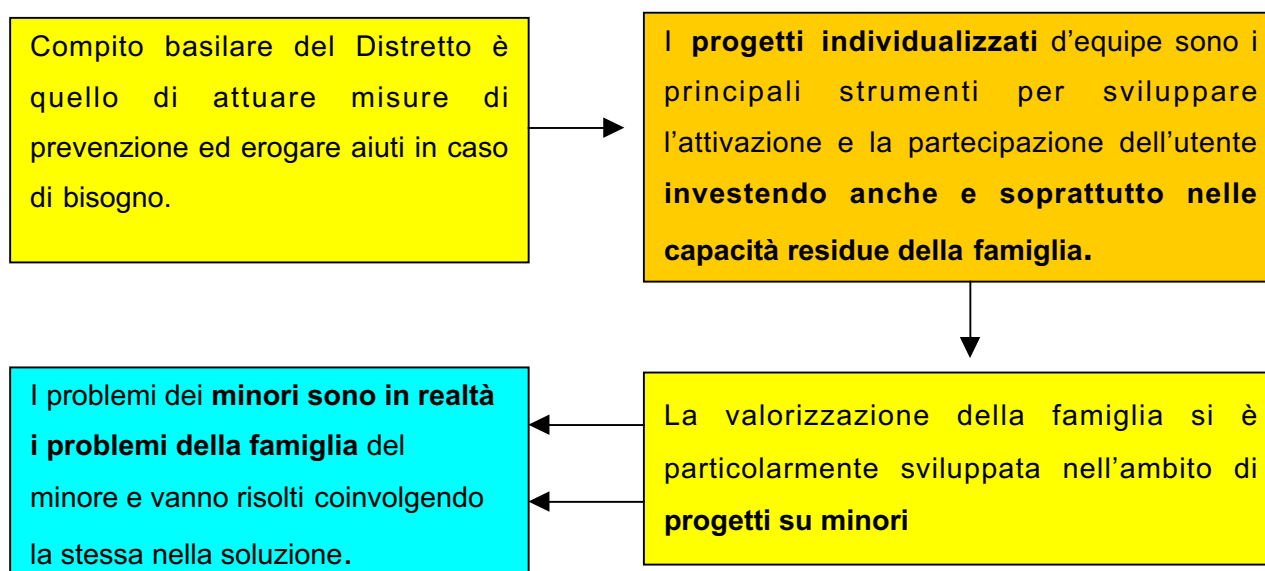 Compito basilare del Distretto è
quello di attuare misure di
prevenzione ed erogare aiuti in caso
di bisogno.
I progetti individualizzati d’equipe sono i
principali strumenti per sviluppare
l’attivazione e la partecipazione dell’utente
investendo anche e soprattutto nelle
capacità residue della famiglia.
La valorizzazione della famiglia si è
particolarmente sviluppata nell’ambito di
progetti su minori
I problemi dei minori sono in realtà
i problemi della famiglia del
minore e vanno risolti coinvolgendo
la stessa nella soluzione.